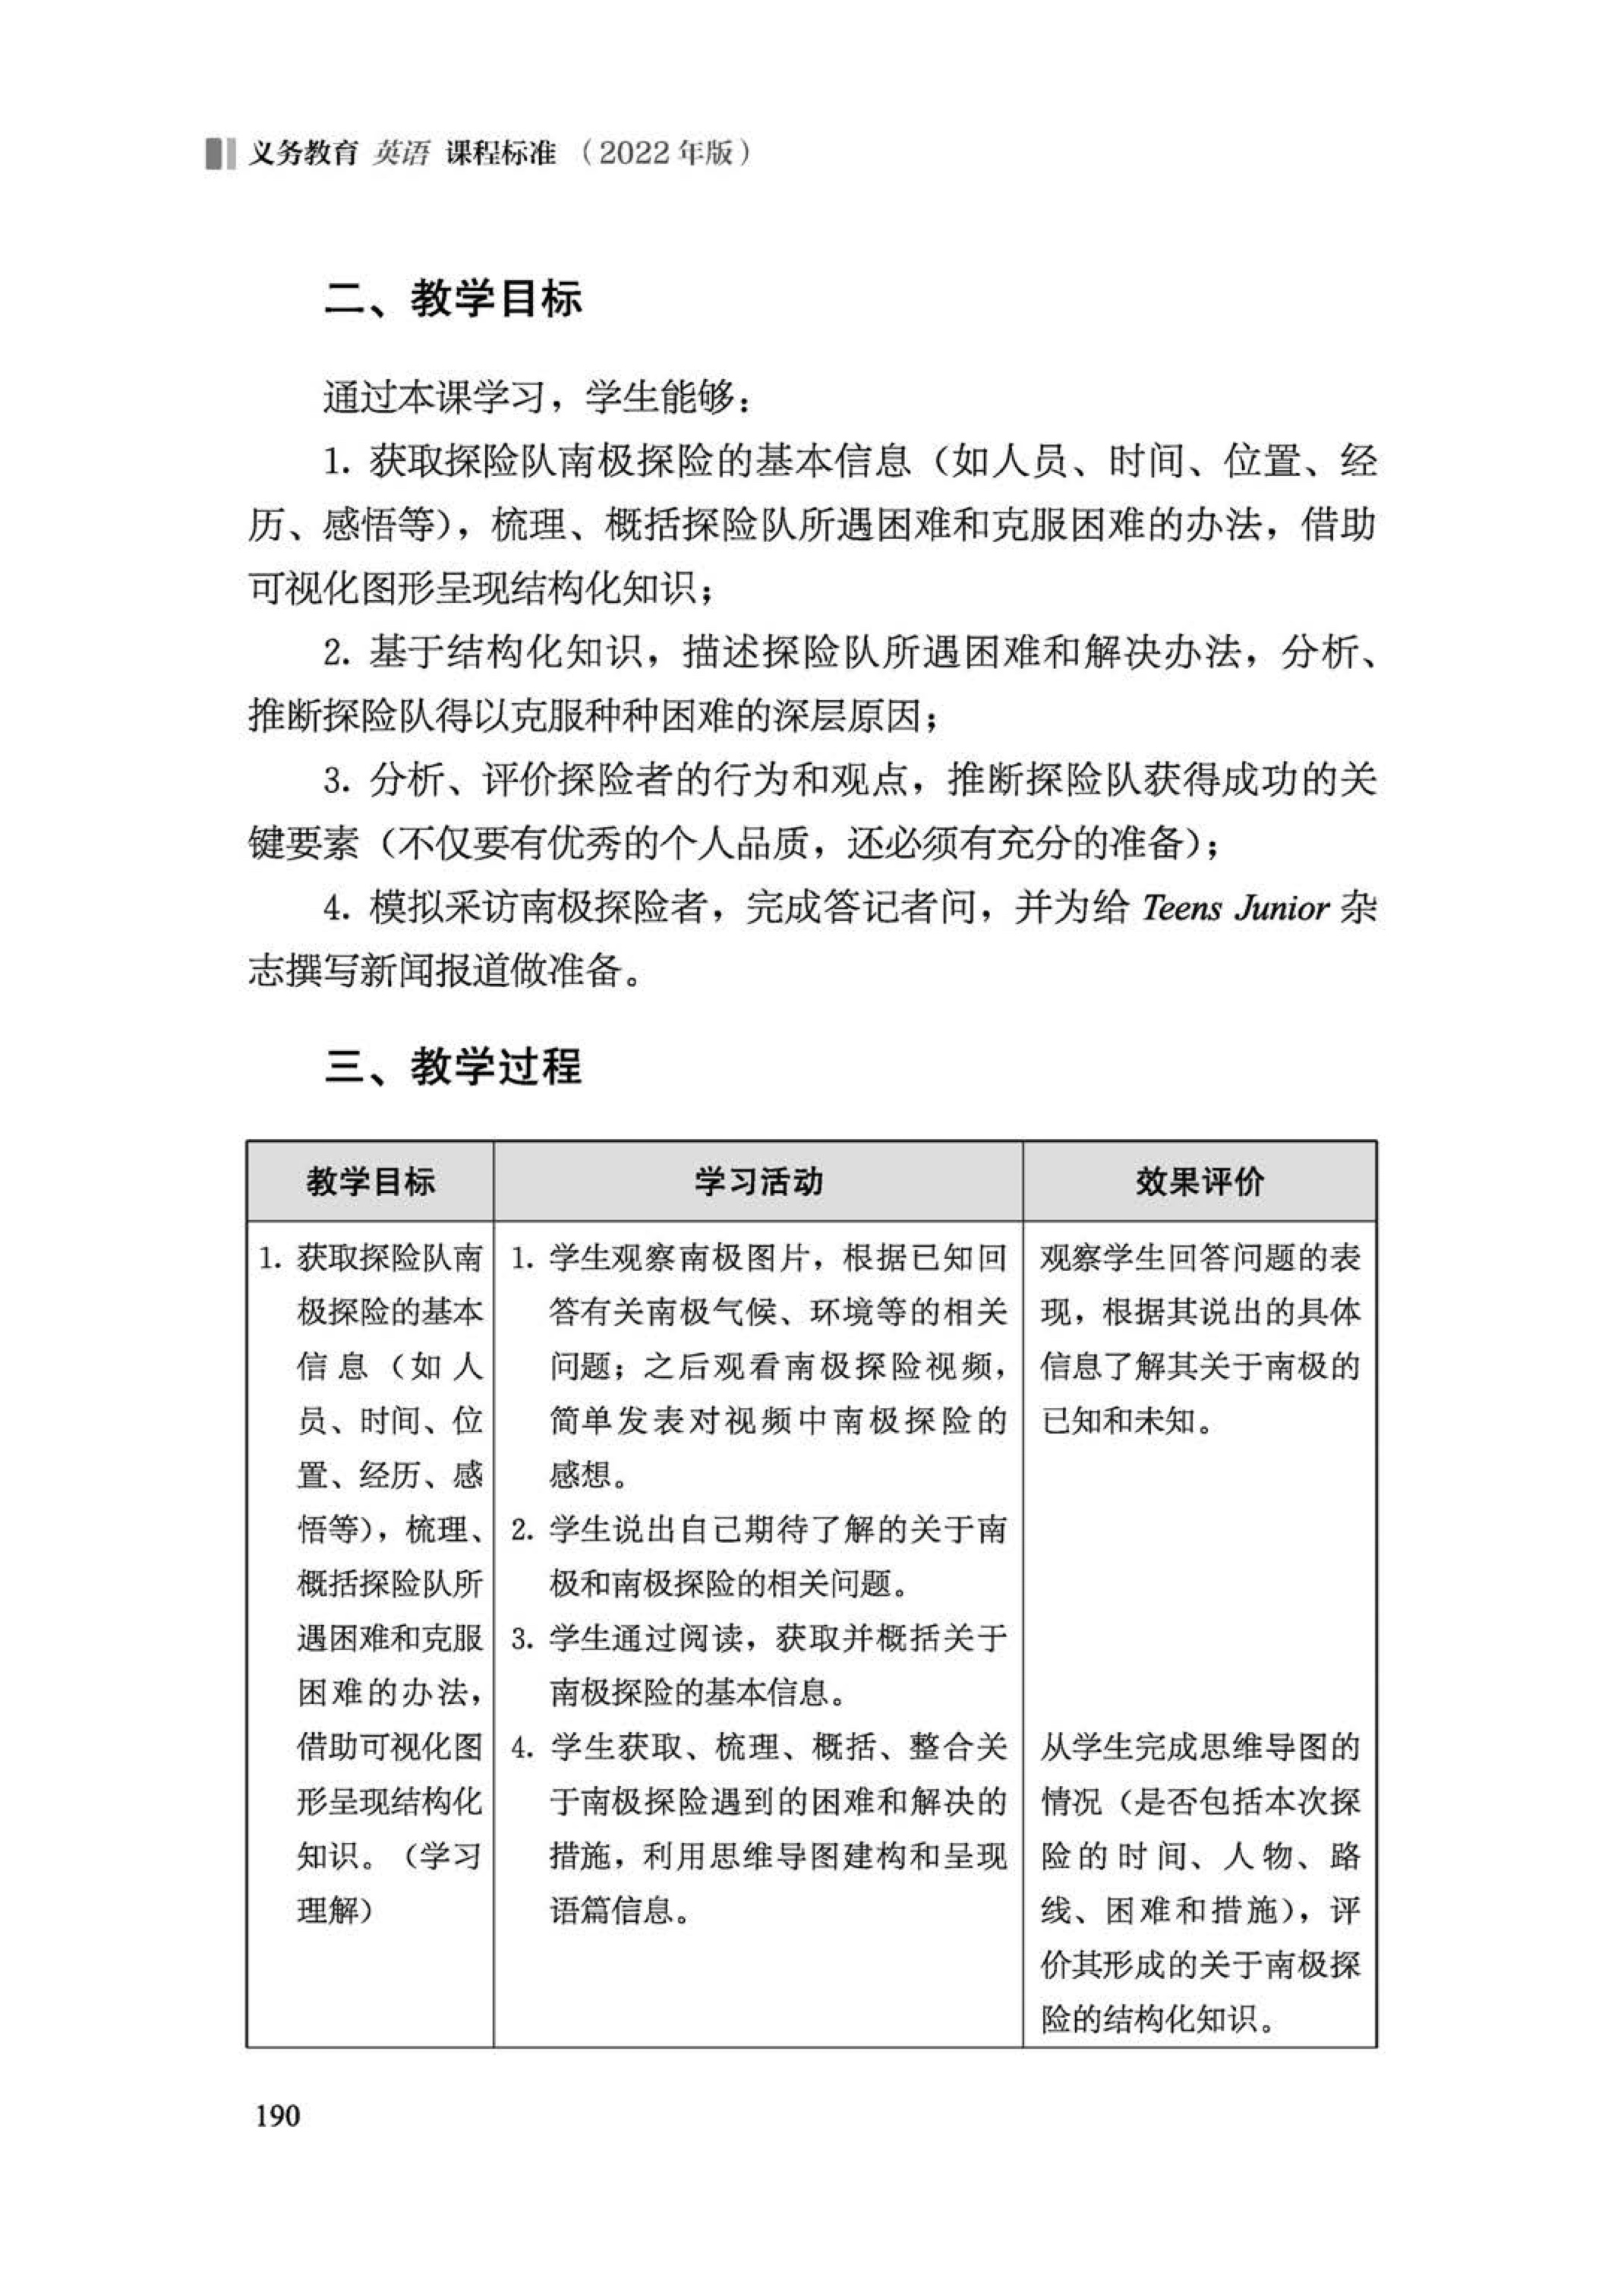 义务教育 英语 课程标准（2022 年版）
二、教学目标
通过本课学习，学生能够：
1. 获取探险队南极探险的基本信息（如人员、时间、位置、经
历、感悟等），梳理、概括探险队所遇困难和克服困难的办法，借助
可视化图形呈现结构化知识；
2. 基于结构化知识，描述探险队所遇困难和解决办法，分析、
推断探险队得以克服种种困难的深层原因；
3. 分析、评价探险者的行为和观点，推断探险队获得成功的关
键要素（不仅要有优秀的个人品质，还必须有充分的准备）；
4. 模拟采访南极探险者，完成答记者问，并为给 Teens Junior 杂
志撰写新闻报道做准备。
三、教学过程
教学目标
学习活动
效果评价
1. 获取探险队南
极探险的基本
信息（如人
员、时间、位
置、经历、感
悟等），梳理、
概括探险队所
遇困难和克服
困难的办法，
借助可视化图
形呈现结构化
知识。（学习
理解）
1. 学生观察南极图片，根据已知回
答有关南极气候、环境等的相关
问题；之后观看南极探险视频，
简单发表对视频中南极探险的
感想。
2. 学生说出自己期待了解的关于南
极和南极探险的相关问题。
3. 学生通过阅读，获取并概括关于
南极探险的基本信息。
4. 学生获取、梳理、概括、整合关
于南极探险遇到的困难和解决的
措施，利用思维导图建构和呈现
语篇信息。
观察学生回答问题的表
现，根据其说出的具体
信息了解其关于南极的
已知和未知。
从学生完成思维导图的
情况（是否包括本次探
险的时间、人物、路
线、困难和措施），评
价其形成的关于南极探
险的结构化知识。
190